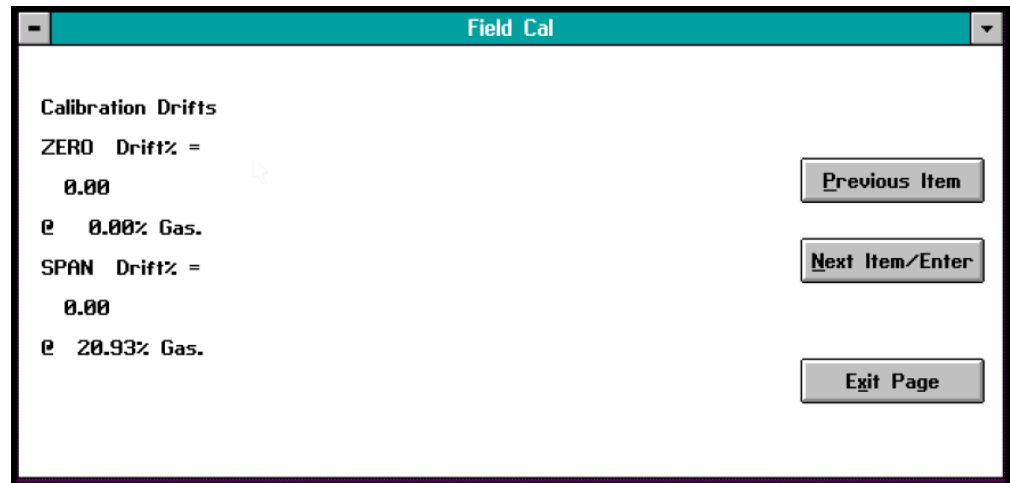 Field Cal
Calibration Drifts
ZERO Drift% =
0.00
@ 0.00% Gas.
SPAN Drift% =
0.00
@ 20.93% Gas.
Previous Item
Next Item/Enter
Exit Page